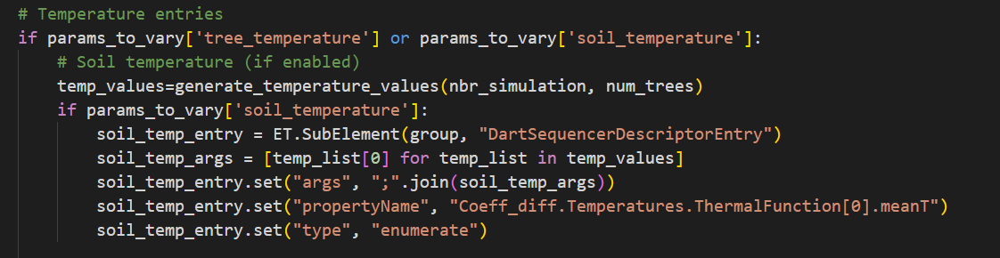 # Temperature entries
if params_to_vary['tree_temperature'] or params_to_vary['soil_temperature']:
    # Soil temperature (if enabled)
    temp_values=generate_temperature_values(nbr_simulation, num_trees)
    if params_to_vary['soil_temperature']:
        soil_temp_entry = ET.SubElement(group, "DartSequencerDescriptorEntry")
        soil_temp_args = [temp_list[0] for temp_list in temp_values]
        soil_temp_entry.set("args", ";".join(soil_temp_args))
        soil_temp_entry.set("propertyName", "Coeff_diff.Temperatures.ThermalFunction[0].meanT")
        soil_temp_entry.set("type", "enumerate")